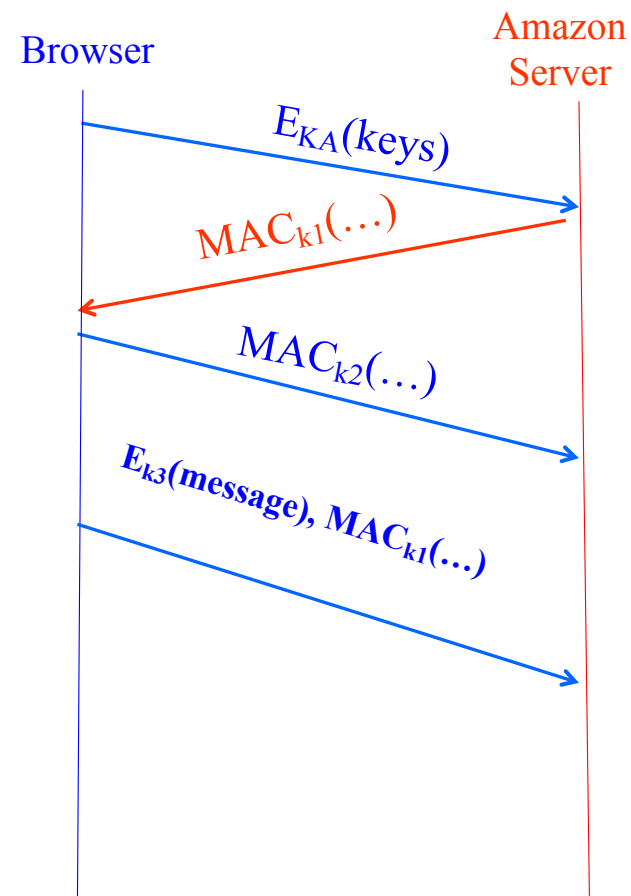 Browser
Amazon
Server
E_KA(keys)
MAC_k1(…)
MAC_k2(…)
E_k3(message), MAC_k1(…)